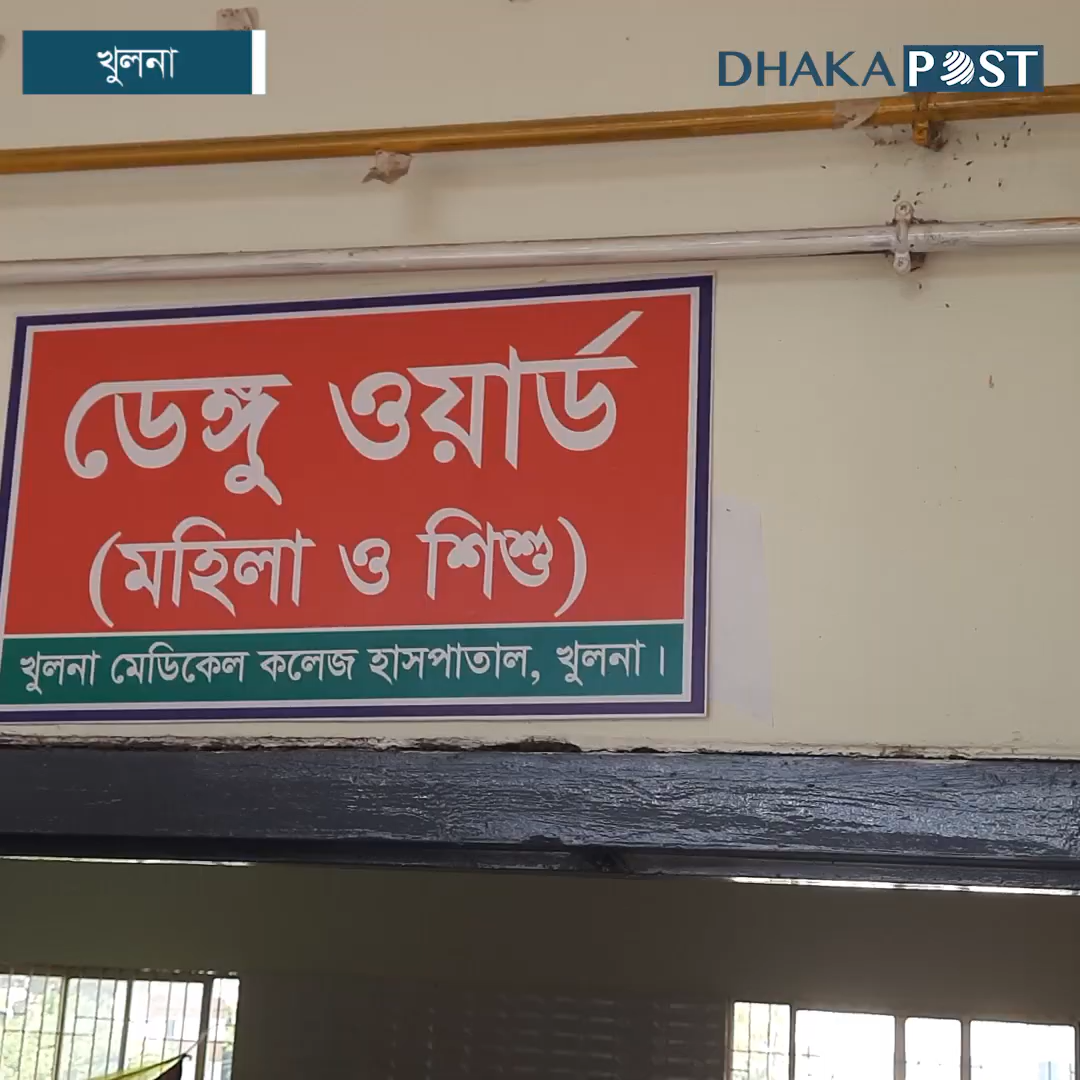 খুলনা
DHAKA POST
ডেঙ্গু ওয়ার্ড
(মহিলা ও শিশু)
খুলনা মেডিকেল কলেজ হাসপাতাল, খুলনা।